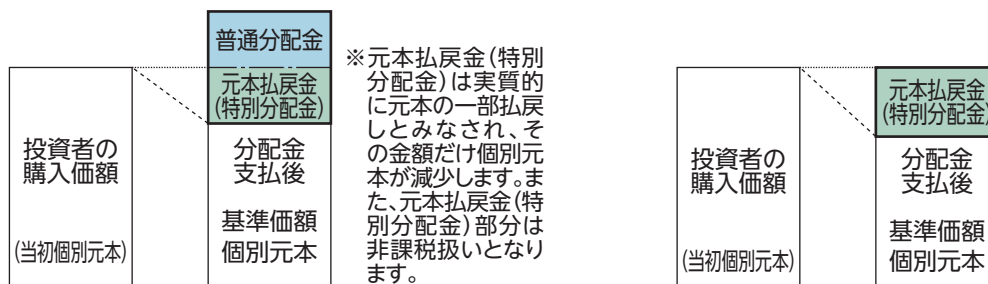 普通分配金
元本払戻金
(特別分配金)
投資者の
購入価額
(当初個別元本)
分配金
支払後
基準価額
個別元本
※元本払戻金(特別
分配金)は実質的
に元本の一部払戻
しとみなされ、そ
の金額だけ個別元
本が減少します。ま
た、元本払戻金(特
別分配金)部分は
非課税扱いとなり
ます。
投資者の
購入価額
(当初個別元本)
元本払戻金
(特別分配金)
分配金
支払後
基準価額
個別元本